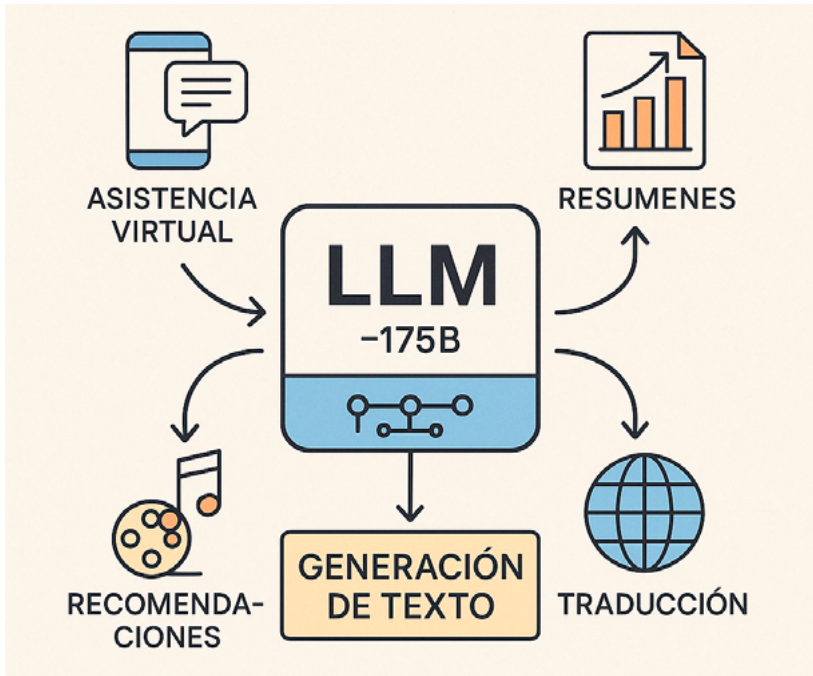 ASISTENCIA
VIRTUAL
RESUMENES
LLM
–175B
RECOMENDA-
CIONES
GENERACIÓN
DE TEXTO
TRADUCCIÓN